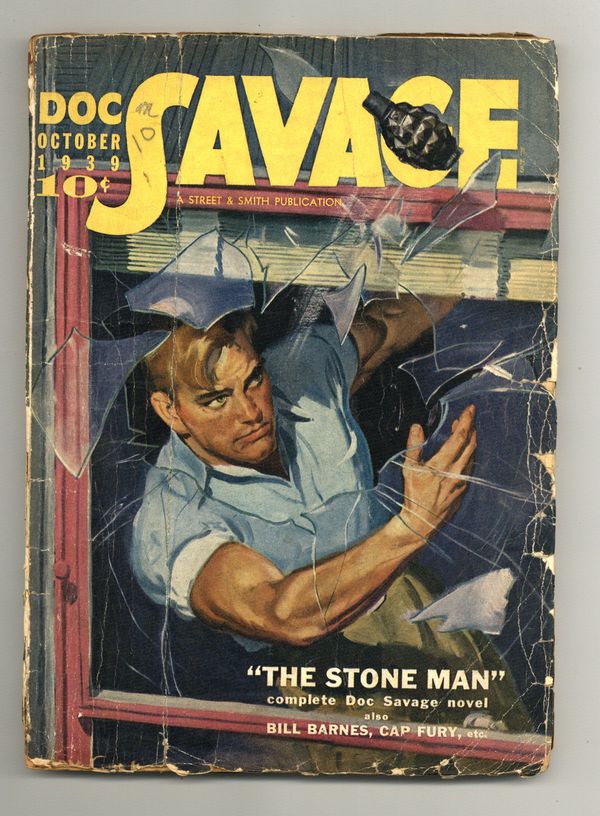 DOC
SAVAGE
OCTOBER
1939
10¢
10
A STREET & SMITH PUBLICATION
"THE STONE MAN"
complete Doc Savage novel
also
BILL BARNES, CAP FURY, etc.